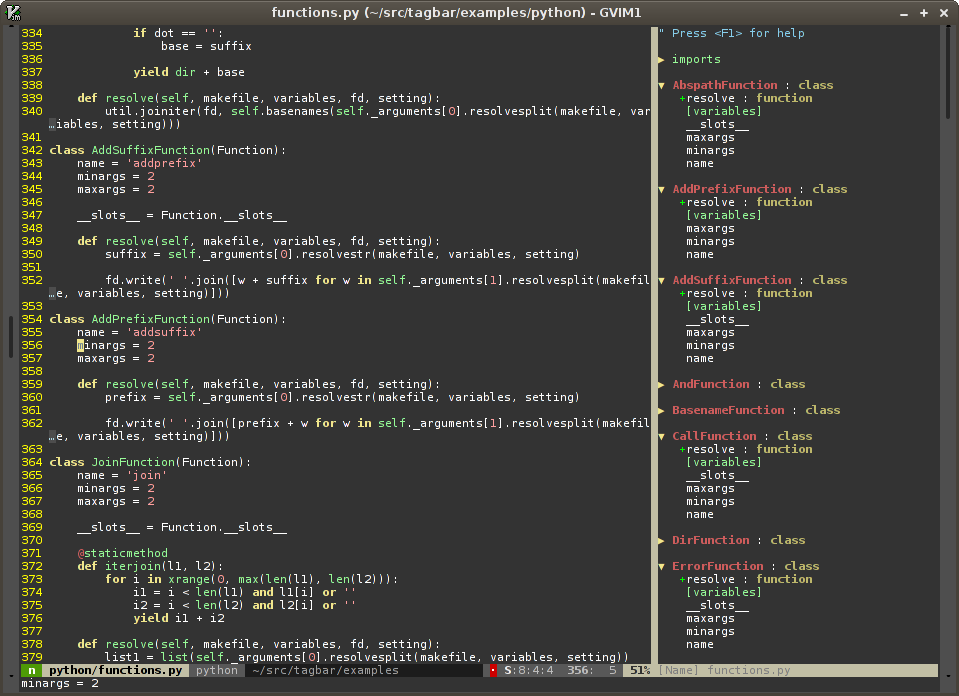 functions.py (~/src/tagbar/examples/python) - GVIM1
334             if dot == '':
335                 base = suffix
336
337             yield dir + base
338
339     def resolve(self, makefile, variables, fd, setting):
340         util.joiniter(fd, self.basenames(self._arguments[0].resolvesplit(makefile, var
…iables, setting)))
341
342 class AddSuffixFunction(Function):
343     name = 'addprefix'
344     minargs = 2
345     maxargs = 2
346
347     __slots__ = Function.__slots__
348
349     def resolve(self, makefile, variables, fd, setting):
350         suffix = self._arguments[0].resolvestr(makefile, variables, setting)
351
352         fd.write(' '.join([w + suffix for w in self._arguments[1].resolvesplit(makefil
…e, variables, setting)]))
353
354 class AddPrefixFunction(Function):
355     name = 'addsuffix'
356     minargs = 2
357     maxargs = 2
358
359     def resolve(self, makefile, variables, fd, setting):
360         prefix = self._arguments[0].resolvestr(makefile, variables, setting)
361
362         fd.write(' '.join([prefix + w for w in self._arguments[1].resolvesplit(makefil
…e, variables, setting)]))
363
364 class JoinFunction(Function):
365     name = 'join'
366     minargs = 2
367     maxargs = 2
368
369     __slots__ = Function.__slots__
370
371     @staticmethod
372     def iterjoin(l1, l2):
373         for i in xrange(0, max(len(l1), len(l2))):
374             i1 = i < len(l1) and l1[i] or ''
375             i2 = i < len(l2) and l2[i] or ''
376             yield i1 + i2
377
378     def resolve(self, makefile, variables, fd, setting):
379         list1 = list(self._arguments[0].resolvesplit(makefile, variables, setting))
n python/functions.py python ~/src/tagbar/examples S:8:4:4 356: 5 51%
minargs = 2
" Press <F1> for help
▶ imports
▼ AbspathFunction : class
+resolve : function
[variables]
__slots__
maxargs
minargs
name
▼ AddPrefixFunction : class
+resolve : function
[variables]
maxargs
minargs
name
▼ AddSuffixFunction : class
+resolve : function
[variables]
__slots__
maxargs
minargs
name
▶ AndFunction : class
▶ BasenameFunction : class
▼ CallFunction : class
+resolve : function
[variables]
__slots__
maxargs
minargs
name
▶ DirFunction : class
▼ ErrorFunction : class
+resolve : function
[variables]
__slots__
maxargs
minargs
name
[Name] functions.py